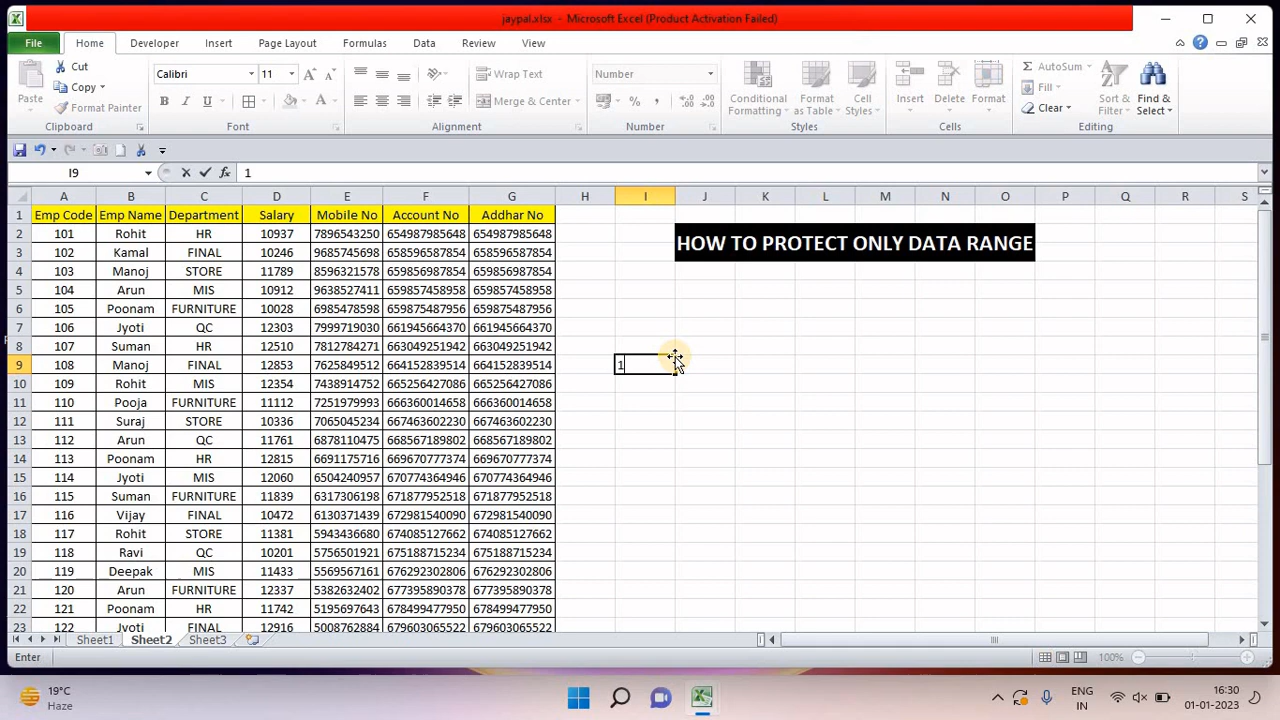 jaypal.xlsx - Microsoft Excel (Product Activation Failed)
File Home Developer Insert Page Layout Formulas Data Review View
Cut
Copy
Format Painter
Paste
Clipboard
Calibri 11
Font
Wrap Text
Merge & Center
Alignment
Number
Number
Conditional Formatting
Format as Table
Cell Styles
Styles
Insert
Delete
Format
Cells
AutoSum
Fill
Clear
Sort & Filter
Find & Select
Editing
I9 1
A B C D E F G H I J K L M N O P Q R S
1 Emp Code Emp Name Department Salary Mobile No Account No Addhar No
2 101 Rohit HR 10937 7896543250 654987985648 654987985648
HOW TO PROTECT ONLY DATA RANGE
3 102 Kamal FINAL 10246 9685745698 658596587854 658596587854
4 103 Manoj STORE 11789 8596321578 659856987854 659856987854
5 104 Arun MIS 10912 9638527411 659857458958 659857458958
6 105 Poonam FURNITURE 10028 6985478598 659875487956 659875487956
7 106 Jyoti QC 12303 7999719030 661945664370 661945664370
8 107 Suman HR 12510 7812784271 663049251942 663049251942
9 108 Manoj FINAL 12853 7625849512 664152839514 664152839514 1
10 109 Rohit MIS 12354 7438914752 665256427086 665256427086
11 110 Pooja FURNITURE 11112 7251979993 666360014658 666360014658
12 111 Suraj STORE 10336 7065045234 667463602230 667463602230
13 112 Arun QC 11761 6878110475 668567189802 668567189802
14 113 Poonam HR 12815 6691175716 669670777374 669670777374
15 114 Jyoti MIS 12060 6504240957 670774364946 670774364946
16 115 Suman FURNITURE 11839 6317306198 671877952518 671877952518
17 116 Vijay FINAL 10472 6130371439 672981540090 672981540090
18 117 Rohit STORE 11381 5943436680 674085127662 674085127662
19 118 Ravi QC 10201 5756501921 675188715234 675188715234
20 119 Deepak MIS 11433 5569567161 676292302806 676292302806
21 120 Arun FURNITURE 12337 5382632402 677395890378 677395890378
22 121 Poonam HR 11742 5195697643 678499477950 678499477950
23 122 Jyoti FINAL 12916 5008762884 679603065522 679603065522
Sheet1 Sheet2 Sheet3
Enter 100%
19°C
Haze
ENG
IN
16:30
01-01-2023